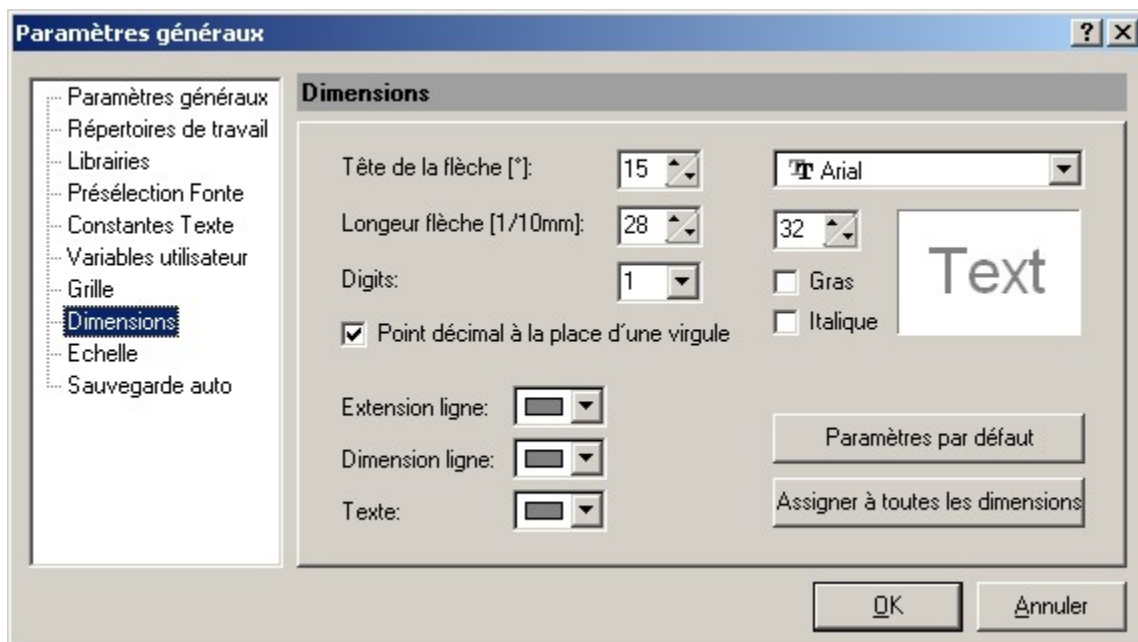 Paramètres généraux
Paramètres généraux
Répertoires de travail
Librairies
Présélection Fonte
Constantes Texte
Variables utilisateur
Grille
Dimensions
Echelle
Sauvegarde auto
Dimensions
Tête de la flèche [°]: 15
Arial
Longeur flèche [1/10mm]: 28
32
Digits: 1
Gras
Italique
Text
Point décimal à la place d´une virgule
Extension ligne:
Dimension ligne:
Texte:
Paramètres par défaut
Assigner à toutes les dimensions
OK
Annuler